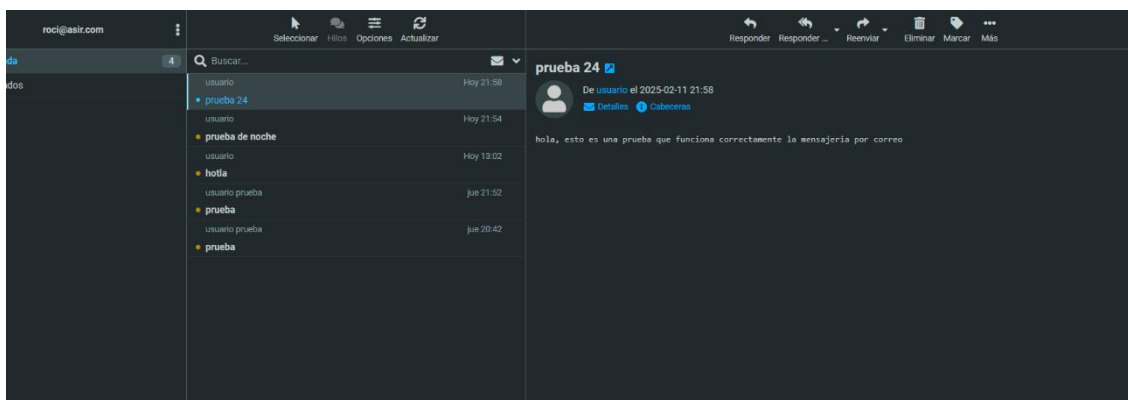 roci@asir.com
Seleccionar Hilos Opciones Actualizar
Responder Responder ... Reenviar Eliminar Marcar Más
da 4
dos
Buscar...
usuario Hoy 21:58
prueba 24
usuario Hoy 21:54
prueba de noche
usuario Hoy 13:02
hotla
usuario prueba jue 21:52
prueba
usuario prueba jue 20:42
prueba
prueba 24
De usuario el 2025-02-11 21:58
Detalles Cabeceras
hola, esto es una prueba que funciona correctamente la mensajeria por correo